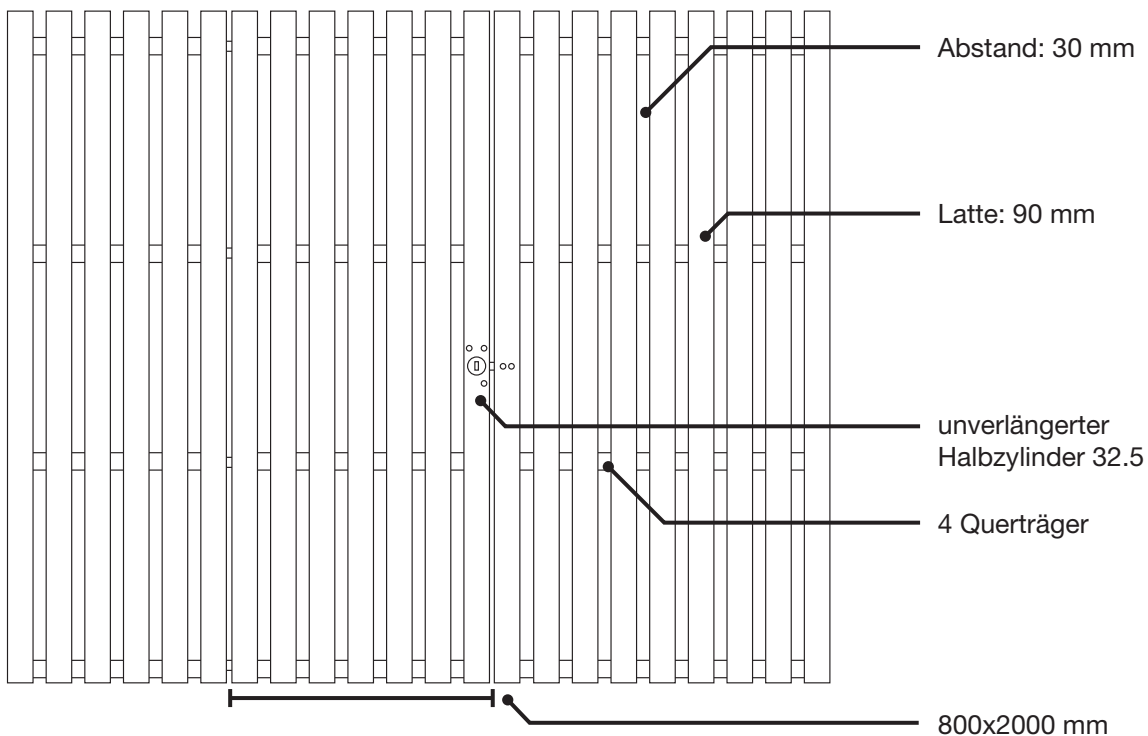 Abstand: 30 mm
Latte: 90 mm
unverlängerter
Halbzylinder 32.5
4 Querträger
800x2000 mm